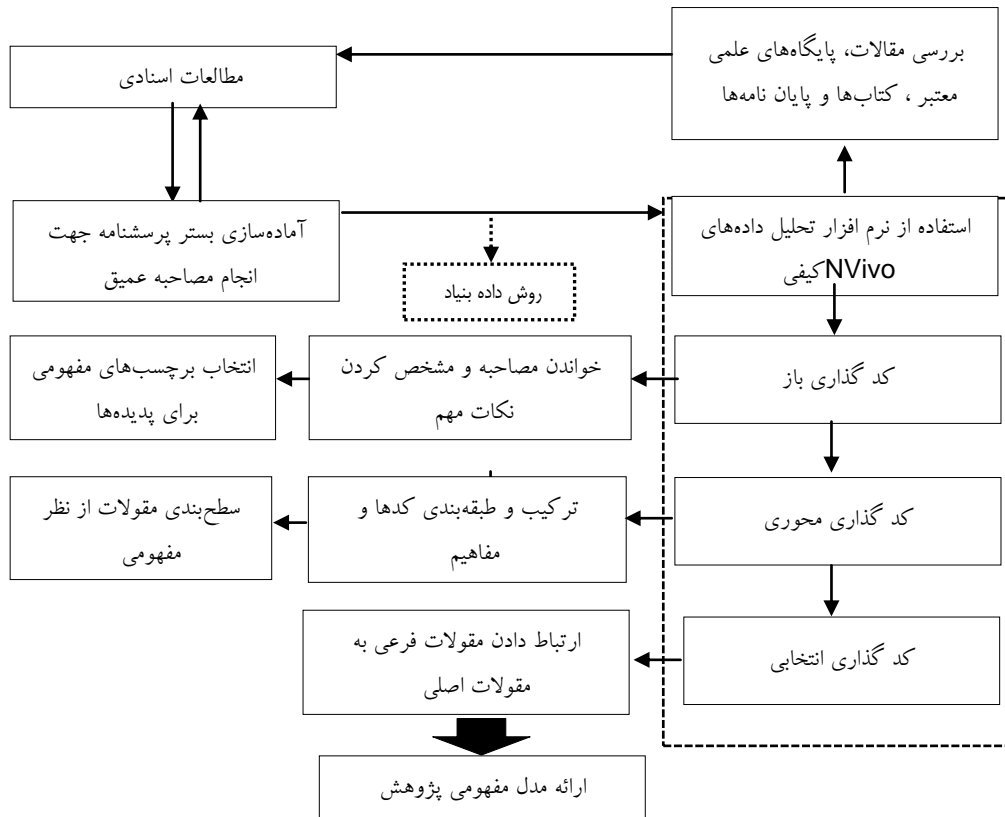 بررسی مقالات، پایگاه‌های علمی
معتبر ، کتاب‌ها و پایان نامه‌ها
مطالعات اسنادی
استفاده از نرم افزار تحلیل داده‌های
کیفیNVivo
آماده‌سازی بستر پرسشنامه جهت
انجام مصاحبه عمیق
روش داده بنیاد
کد گذاری باز
خواندن مصاحبه و مشخص کردن
نکات مهم
انتخاب برچسب‌های مفهومی
برای پدیده‌ها
کد گذاری محوری
ترکیب و طبقه‌بندی کدها و
مفاهیم
سطح‌بندی مقولات از نظر
مفهومی
کد گذاری انتخابی
ارتباط دادن مقولات فرعی به
مقولات اصلی
ارائه مدل مفهومی پژوهش